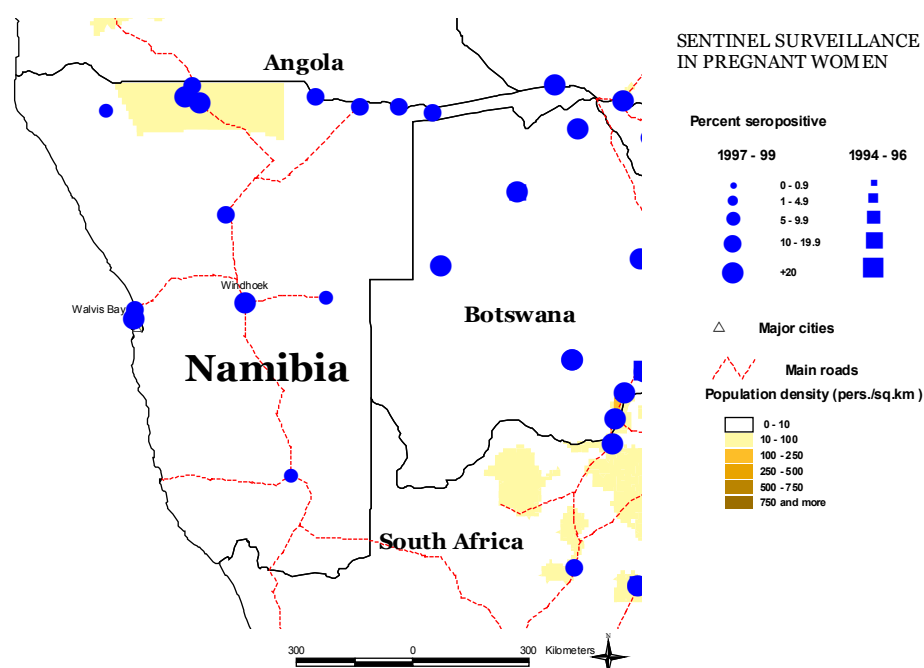 Angola
Windhoek
Walvis Bay
Botswana
Namibia
South Africa
300
0
300
Kilometers
N
SENTINEL SURVEILLANCE
IN PREGNANT WOMEN
Percent seropositive
1997 - 99
1994 - 96
0 - 0.9
1 - 4.9
5 - 9.9
10 - 19.9
+20
Major cities
Main roads
Population density (pers./sq.km )
0 - 10
10 - 100
100 - 250
250 - 500
500 - 750
750 and more